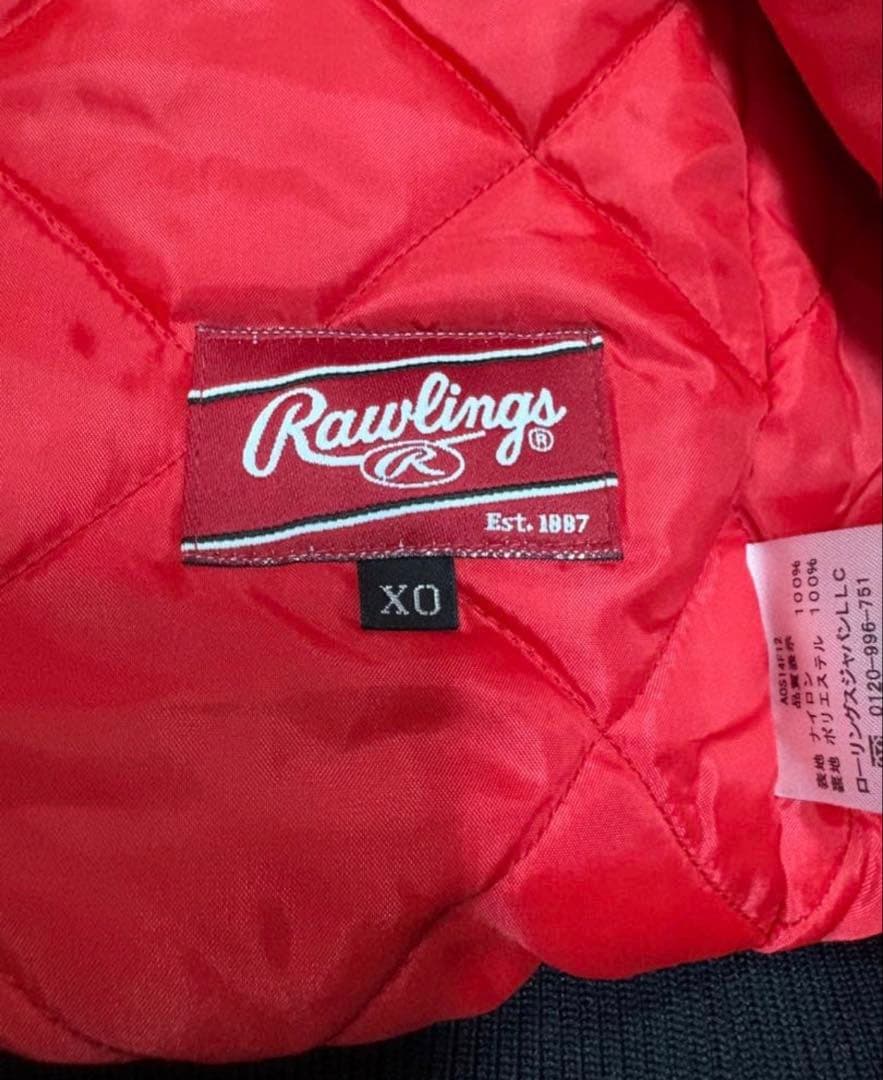 Rawlings
®
R
Est. 1887
XO
AOS14F12
品質表示
表地 ナイロン 100%
裏地 ポリエステル 100%
ローリングスジャパンLLC
0120-996-751